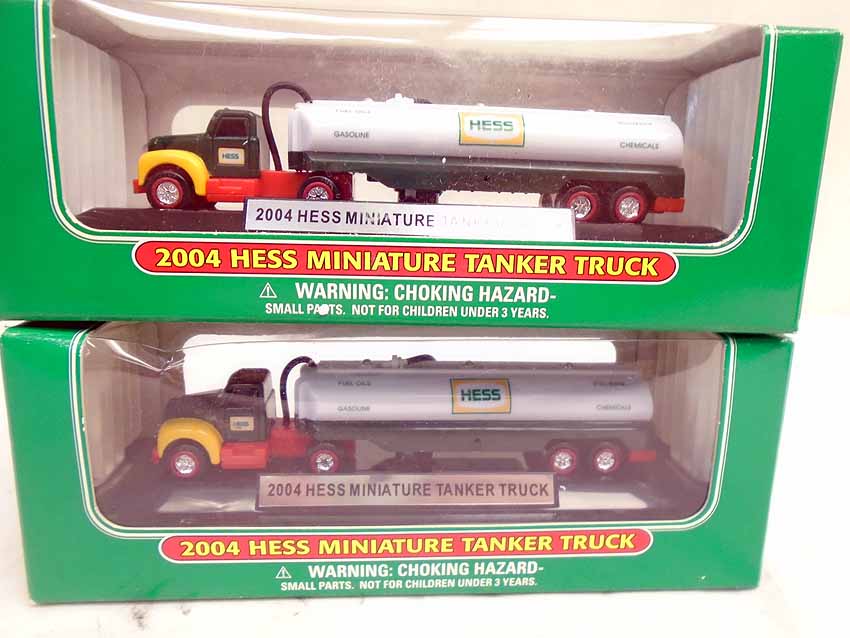 FUEL OILS
HESS
GASOLINE
HESS
CHEMICALS
2004 HESS MINIATURE TANKER
2004 HESS MINIATURE TANKER TRUCK
WARNING: CHOKING HAZARD-
SMALL PARTS. NOT FOR CHILDREN UNDER 3 YEARS.
FUEL OILS
HESS
GASOLINE
CHEMICALS
HESS
2004 HESS MINIATURE TANKER TRUCK
2004 HESS MINIATURE TANKER TRUCK
WARNING: CHOKING HAZARD-
SMALL PARTS. NOT FOR CHILDREN UNDER 3 YEARS.